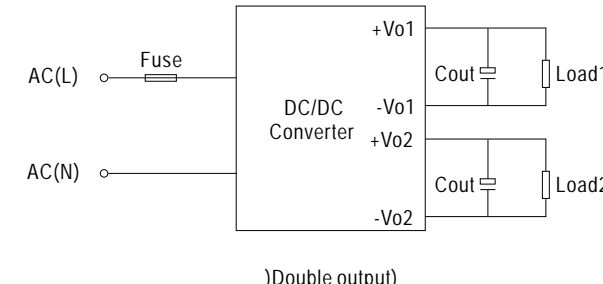 +Vo1
Fuse
AC(L)
Cout
Load1
DC/DC
Converter
-Vo1
+Vo2
AC(N)
Cout
Load2
-Vo2
)Double output)